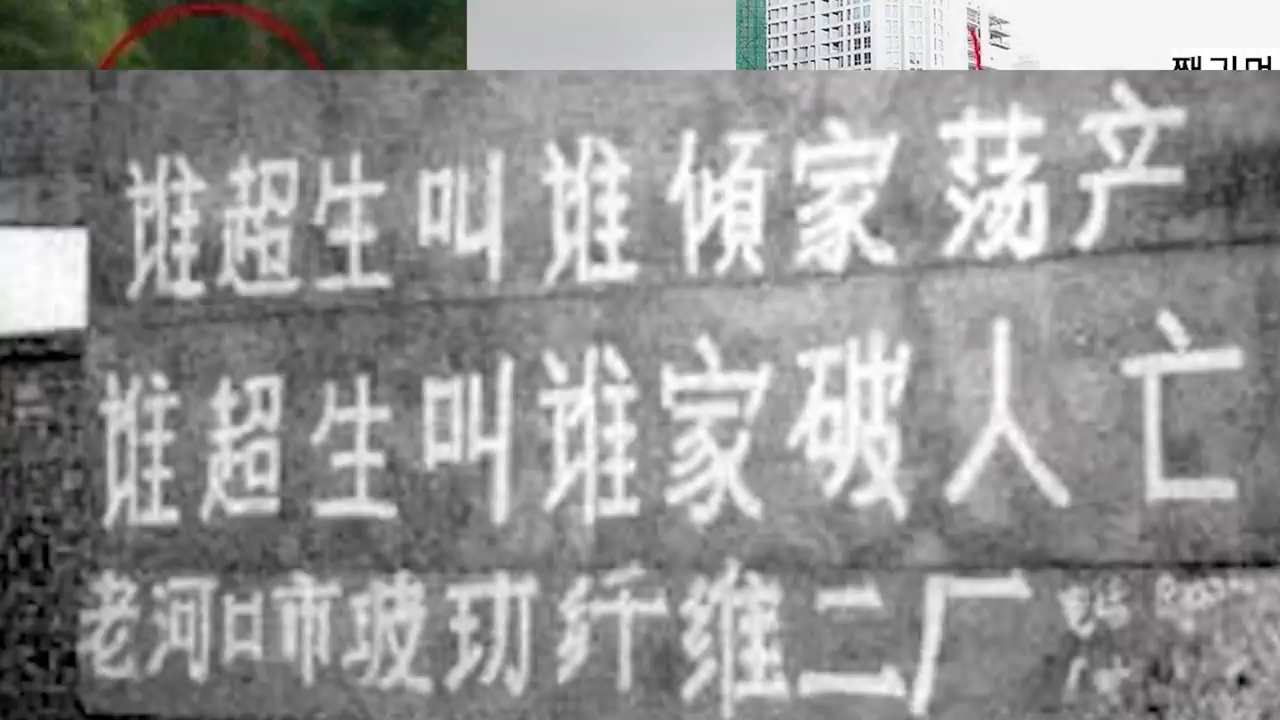 谁超生叫谁倾家荡产
谁超生叫谁家破人亡
老河口市玻玏纤维二厂